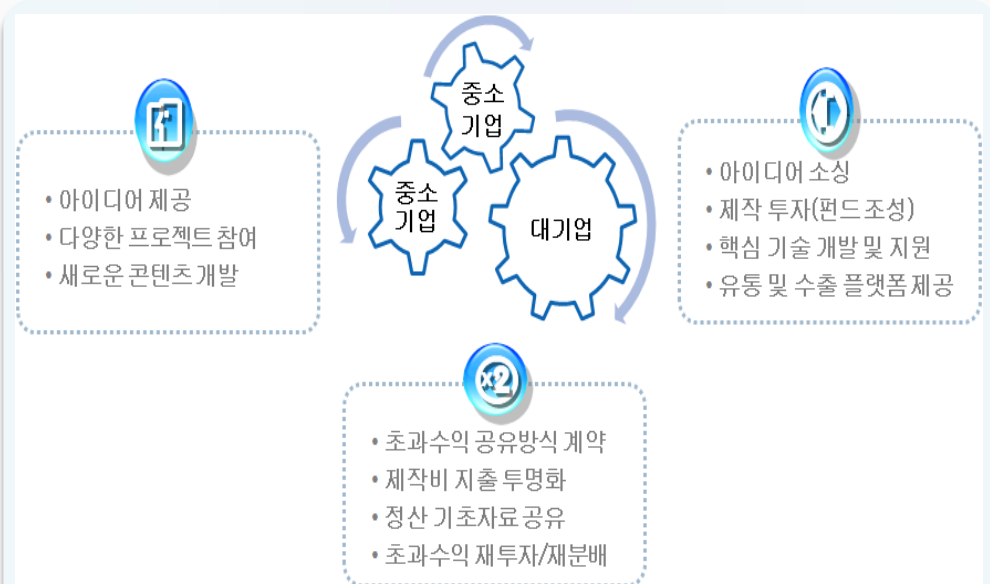 중소
기업
중소
기업
대기업
• 아이디어 제공
• 다양한 프로젝트 참여
• 새로운 콘텐츠 개발
• 아이디어 소싱
• 제작 투자(펀드 조성)
• 핵심 기술 개발 및 지원
• 유통 및 수출 플랫폼 제공
x2
• 초과수익 공유방식 계약
• 제작비 지출 투명화
• 정산 기초자료 공유
• 초과수익 재투자/재분배